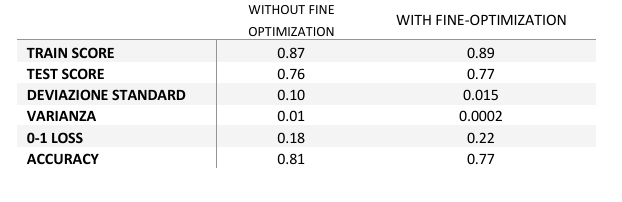 WITHOUT FINE
OPTIMIZATION
WITH FINE-OPTIMIZATION
TRAIN SCORE 0.87 0.89
TEST SCORE 0.76 0.77
DEVIAZIONE STANDARD 0.10 0.015
VARIANZA 0.01 0.0002
0-1 LOSS 0.18 0.22
ACCURACY 0.81 0.77